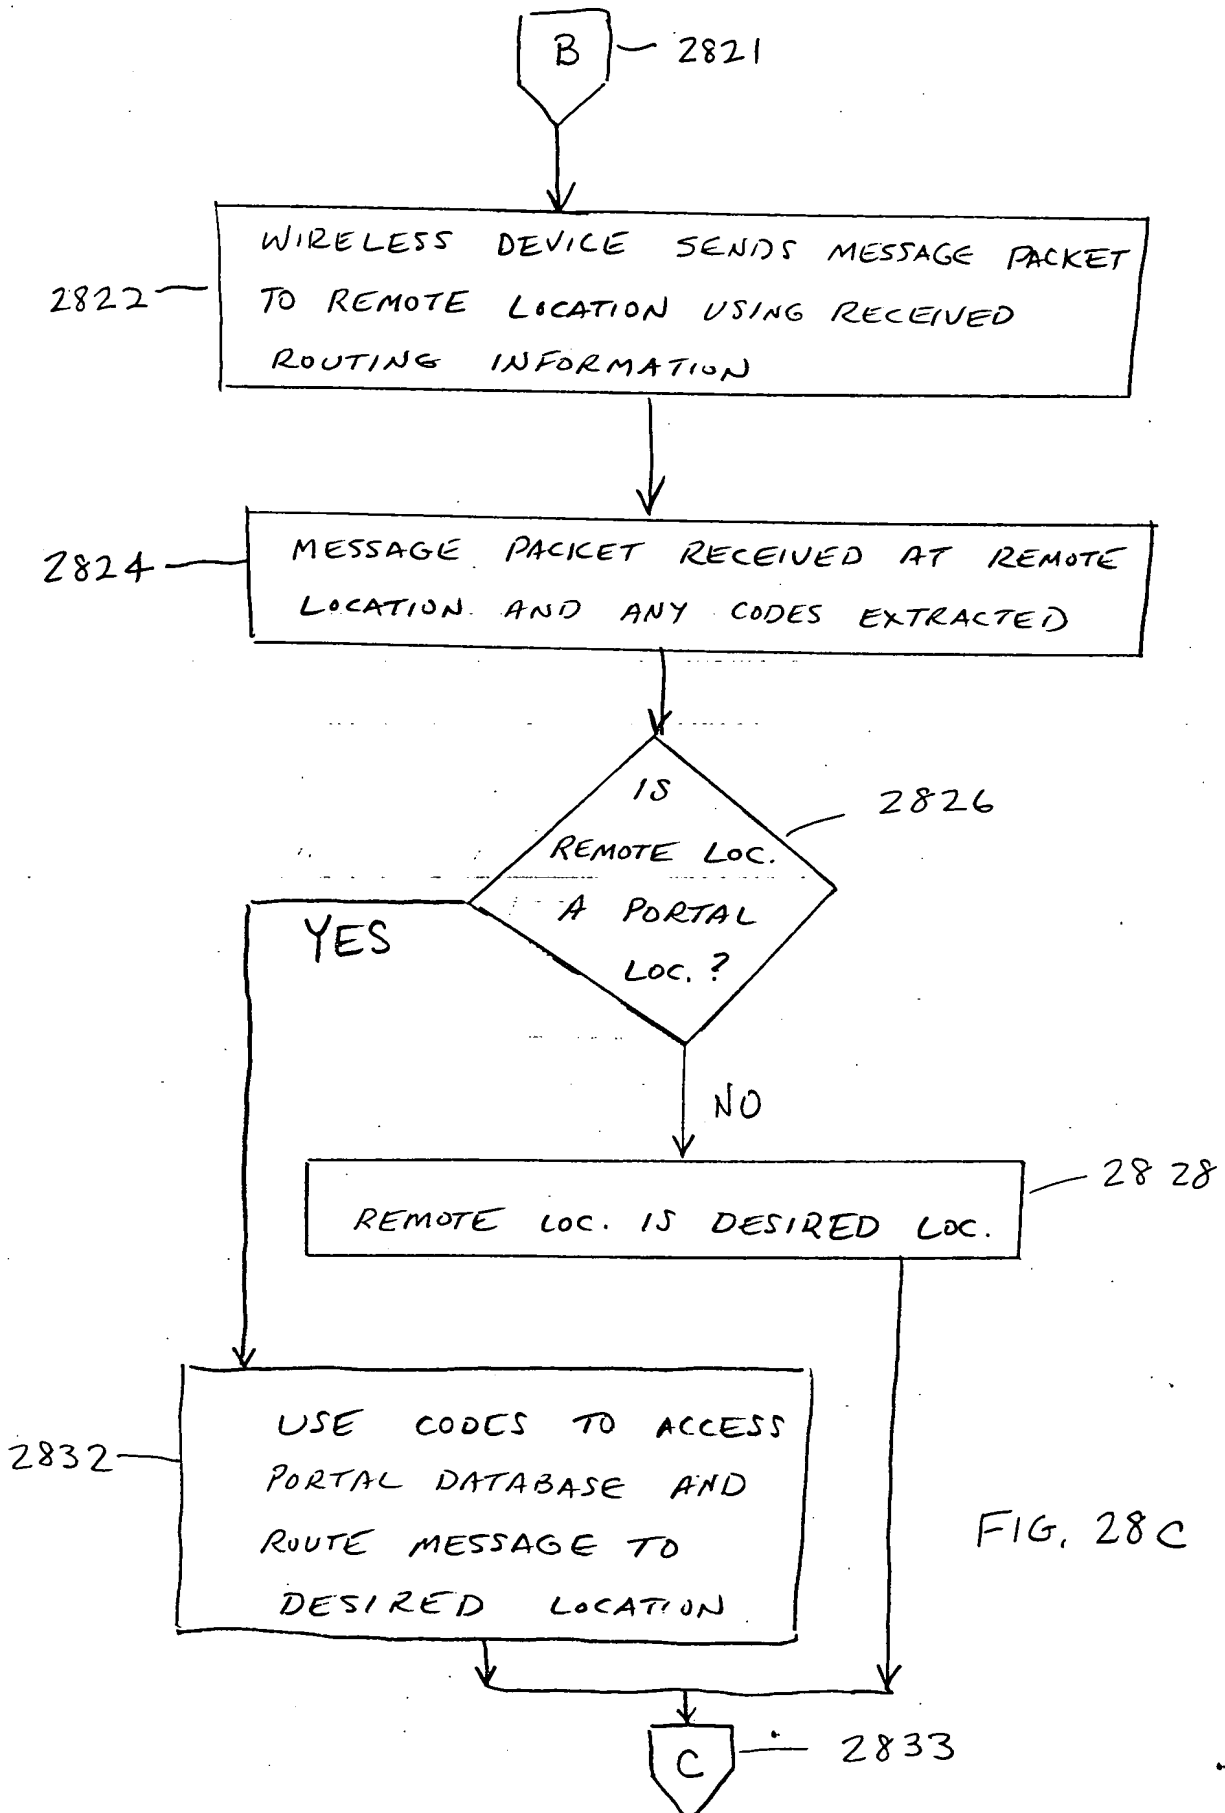 B
2821
WIRELESS DEVICE SENDS MESSAGE PACKET
2822
TO REMOTE LOCATION USING RECEIVED
ROUTING INFORMATION
MESSAGE PACKET RECEIVED AT REMOTE
2824
LOCATION AND ANY CODES EXTRACTED
IS
2826
REMOTE LOC.
A PORTAL
YES
LOC.?
NO
2828
REMOTE LOC. IS DESIRED LOC.
USE CODES TO ACCESS
2832
PORTAL DATABASE AND
ROUTE MESSAGE TO
FIG. 28C
DESIRED LOCATION
C
2833